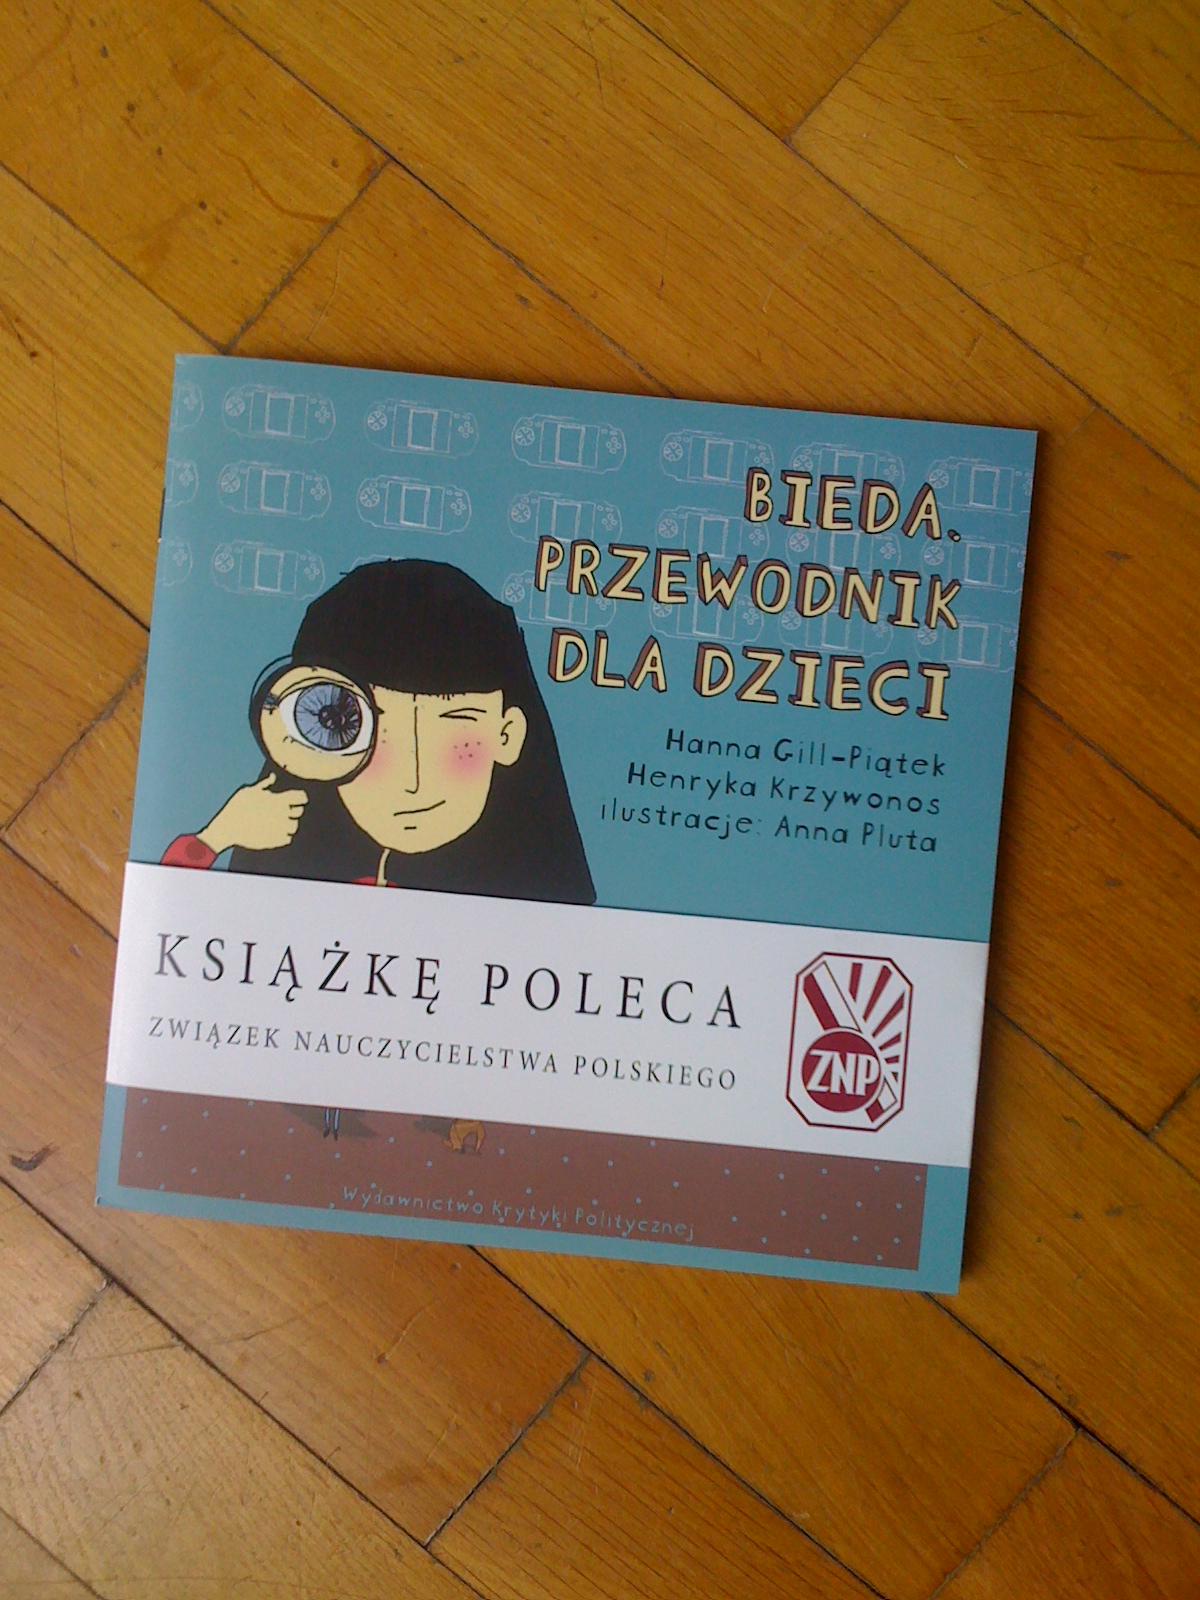 BIEDA.
PRZEWODNIK
DLA DZIECI
Hanna Gill-Piątek
Henryka Krzywonos
ilustracje: Anna Pluta
KSIĄŻKĘ POLECA
ZWIĄZEK NAUCZYCIELSTWA POLSKIEGO
ZNP
Wydawnictwo Krytyki Politycznej